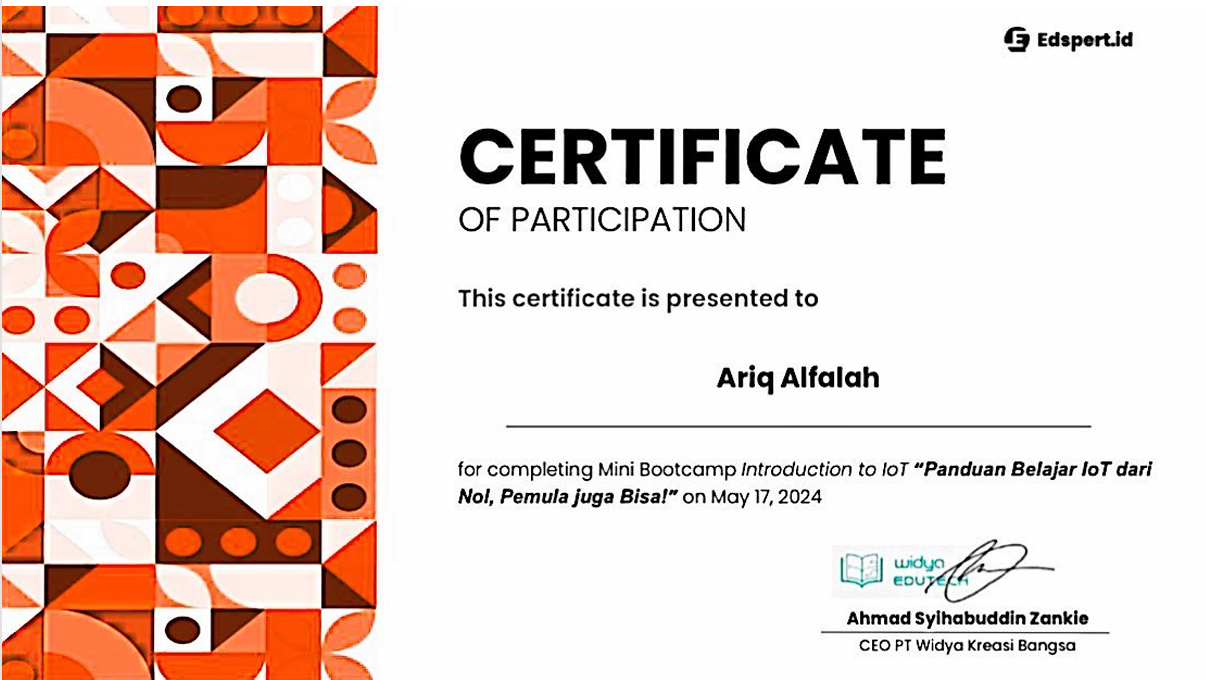 Edspert.id
CERTIFICATE
OF PARTICIPATION
This certificate is presented to
Ariq Alfalah
for completing Mini Bootcamp Introduction to IoT “Panduan Belajar IoT dari
Nol, Pemula juga Bisa!” on May 17, 2024
widya
EDUTECH
Ahmad Syihabuddin Zankie
CEO PT Widya Kreasi Bangsa